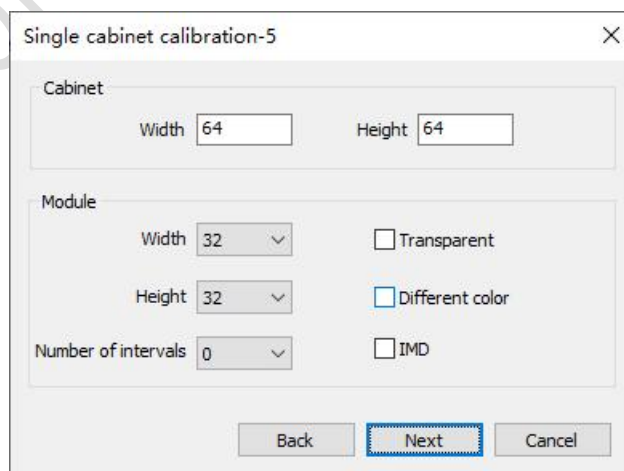 Single cabinet calibration-5
Cabinet
Width 64 Height 64
Module
Width 32 Transparent
Height 32 Different color
Number of intervals 0 IMD
Back Next Cancel